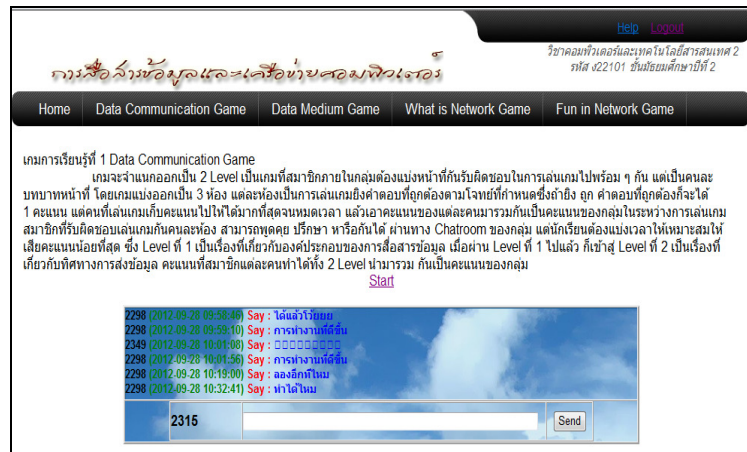 Help Logout
วิชาคอมพิวเตอร์และเทคโนโลยีสารสนเทศ 2
รหัส ง22101 ชั้นมัธยมศึกษาปีที่ 2
การสื่อสารข้อมูลและเครือข่ายคอมพิวเตอร์
Home Data Communication Game Data Medium Game What is Network Game Fun in Network Game
เกมการเรียนรู้ที่ 1 Data Communication Game
เกมจะจำแนกออกเป็น 2 Level เป็นเกมที่สมาชิกภายในกลุ่มต้องแบ่งหน้าที่กันรับผิดชอบในการเล่นเกมไปพร้อม ๆ กัน แต่เป็นคนละ
บทบาทหน้าที่ โดยเกมแบ่งออกเป็น 3 ห้อง แต่ละห้องเป็นการเล่นเกมยิงคำตอบที่ถูกต้องตามโจทย์ที่กำหนดซึ่งถ้ายิง ถูก คำตอบที่ถูกต้องก็จะได้
1 คะแนน แต่คนที่เล่นเกมเก็บคะแนนไปให้ได้มากที่สุดจนหมดเวลา แล้วเอาคะแนนของแต่ละคนมารวมกันเป็นคะแนนของกลุ่มในระหว่างการเล่นเกม
สมาชิกที่รับผิดชอบเล่นเกมกันคนละห้อง สามารถพูดคุย ปรึกษา หารือกันได้ ผ่านทาง Chatroom ของกลุ่ม แต่นักเรียนต้องแบ่งเวลาให้เหมาะสมให้
เสียคะแนนน้อยที่สุด ซึ่ง Level ที่ 1 เป็นเรื่องที่เกี่ยวกับองค์ประกอบของการสื่อสารข้อมูล เมื่อผ่าน Level ที่ 1 ไปแล้ว ก็เข้าสู่ Level ที่ 2 เป็นเรื่องที่
เกี่ยวกับทิศทางการส่งข้อมูล คะแนนที่สมาชิกแต่ละคนทำได้ทั้ง 2 Level นำมารวม กันเป็นคะแนนของกลุ่ม
Start
2298 (2012-09-28 09:58:46) Say : ได้แล้วโว้ยยย
2298 (2012-09-28 09:59:10) Say : การทำงานที่ดีขึ้น
2349 (2012-09-28 10:01:08) Say : □□□□□□□□□
2298 (2012-09-28 10:01:56) Say : การทำงานที่ดีขึ้น
2298 (2012-09-28 10:19:00) Say : ลองอีกทีไหม
2298 (2012-09-28 10:32:41) Say : ทำได้ไหม
2315 Send